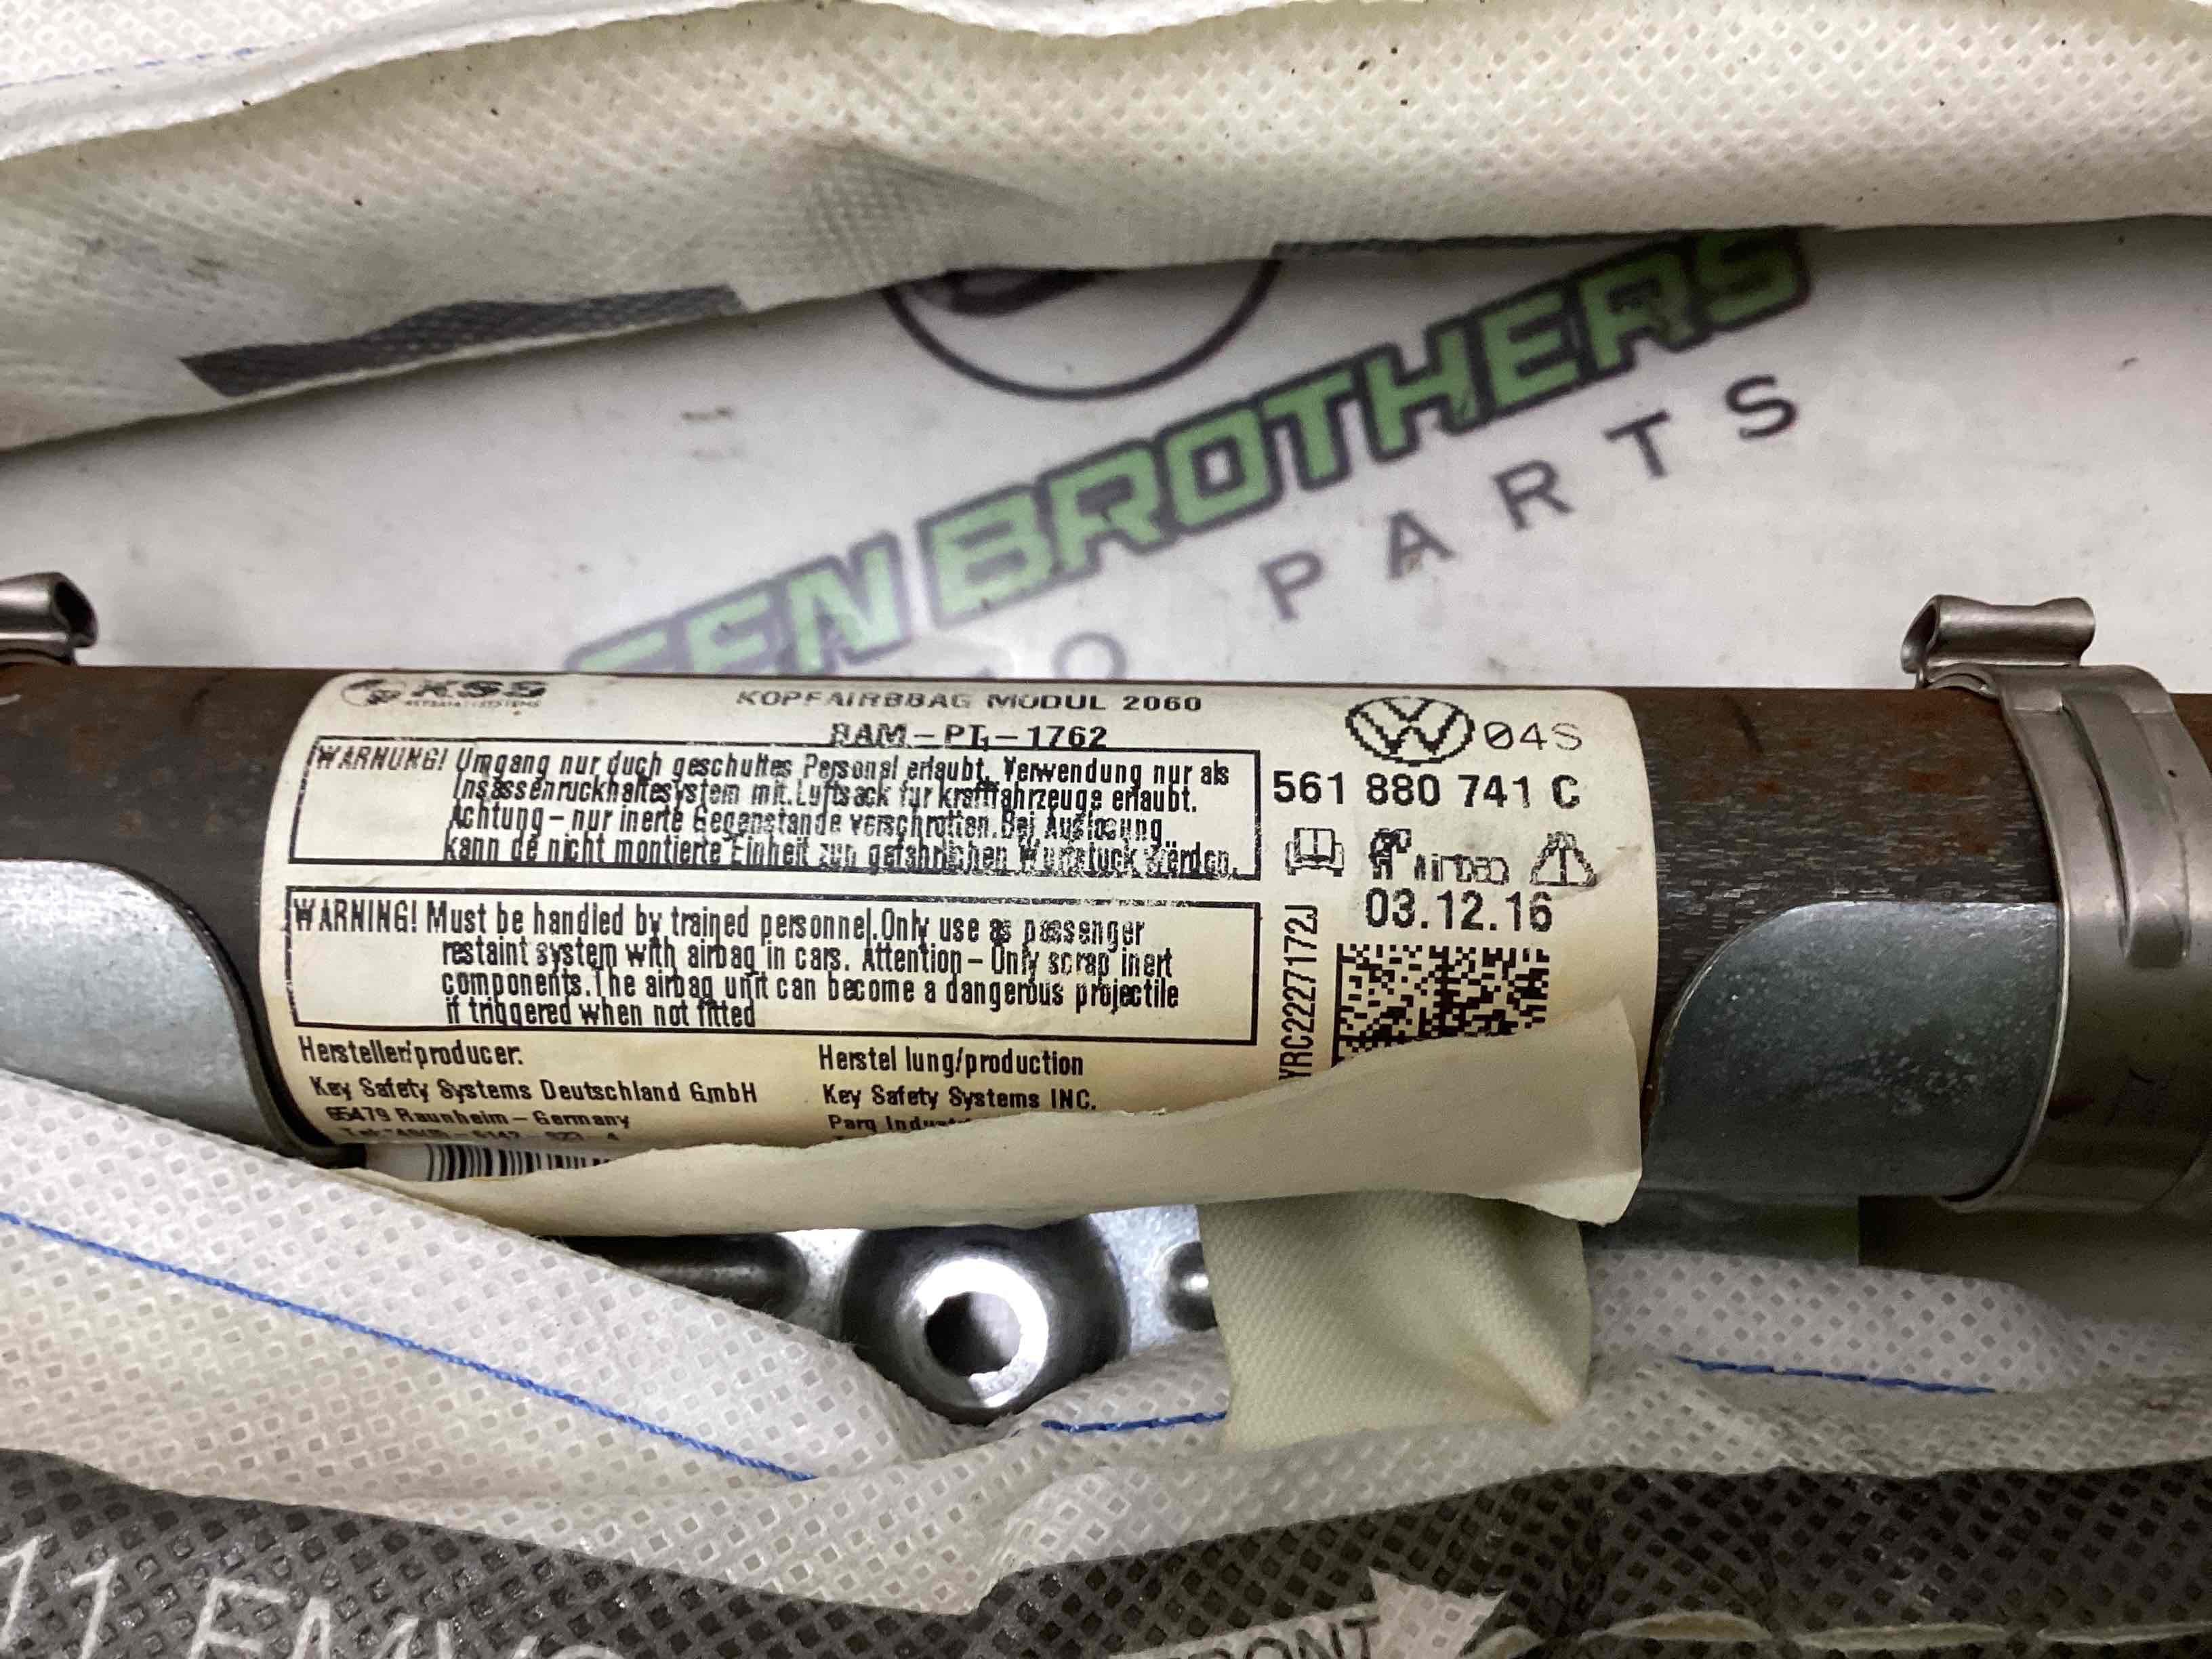 BROTHERS
PARTS
KSS
KOPFAIRBBAG MODUL 2060
BAM-PT1-1762
WARNUNG! Umgang nur duch geschultes Personal erlaubt. Verwendung nur als
Insassenruckhaltesystem mit. Luftsack fur kraftfahrzeuge erlaubt.
Achtung - nur inerte Gegenstande verschrotten. Bei Auslosung
kann de nicht montierte Einheit zun gefahrlichen Wurfstuck werden.
WARNING! Must be handled by trained personnel.Only use as passenger
restaint system with airbag in cars. Attention - Only scrap inert
components.The airbag unit can become a dangerous projectile
if triggered when not fitted
Hersteller/producer:
Key Safety Systems Deutschland GmbH
65479 Raunheim - Germany
Herstel lung/production
Key Safety Systems INC.
Parq
04S
561 880 741 C
Airbag
03.12.16
YRC2227172J
11